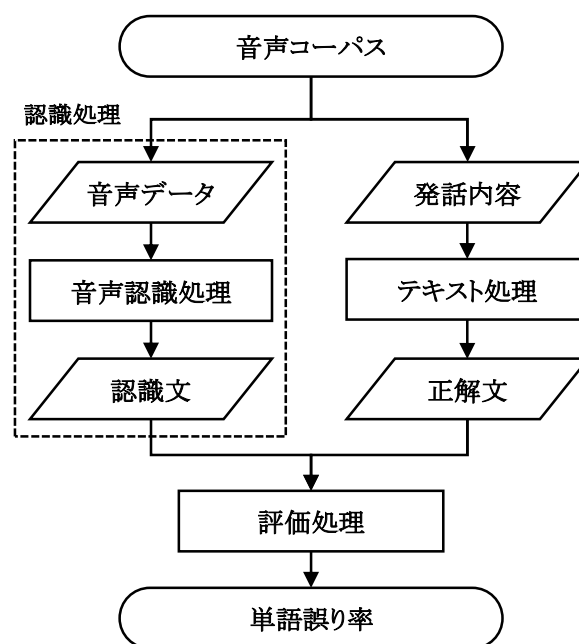 音声コーパス
認識処理
音声データ
発話内容
音声認識処理
テキスト処理
認識文
正解文
評価処理
単語誤り率